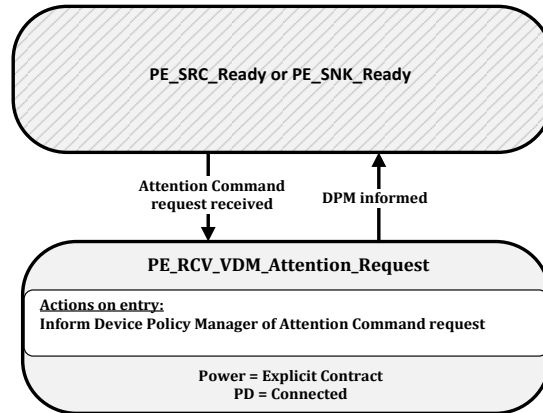 PE_SRC_Ready or PE_SNK_Ready
Attention Command
request received
DPM informed
PE_RCV_VDM_Attention_Request
Actions on entry:
Inform Device Policy Manager of Attention Command request
Power = Explicit Contract
PD = Connected